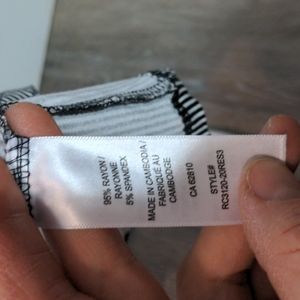 95% RAYON /
RAYONNE
5% SPANDEX
MADE IN CAMBODIA /
FABRIQUÉ AU
CAMBODGE
CA 62810
STYLE#
RC3120-20RES3